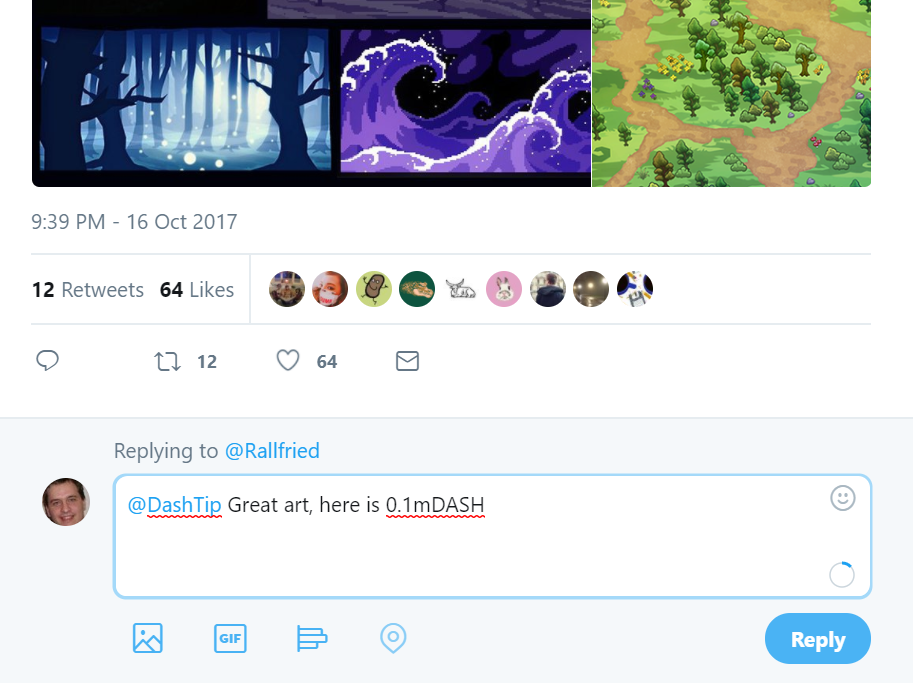 9:39 PM - 16 Oct 2017
12 Retweets 64 Likes
12 64
Replying to @Rallfried
@DashTip Great art, here is 0.1mDASH
GIF
Reply